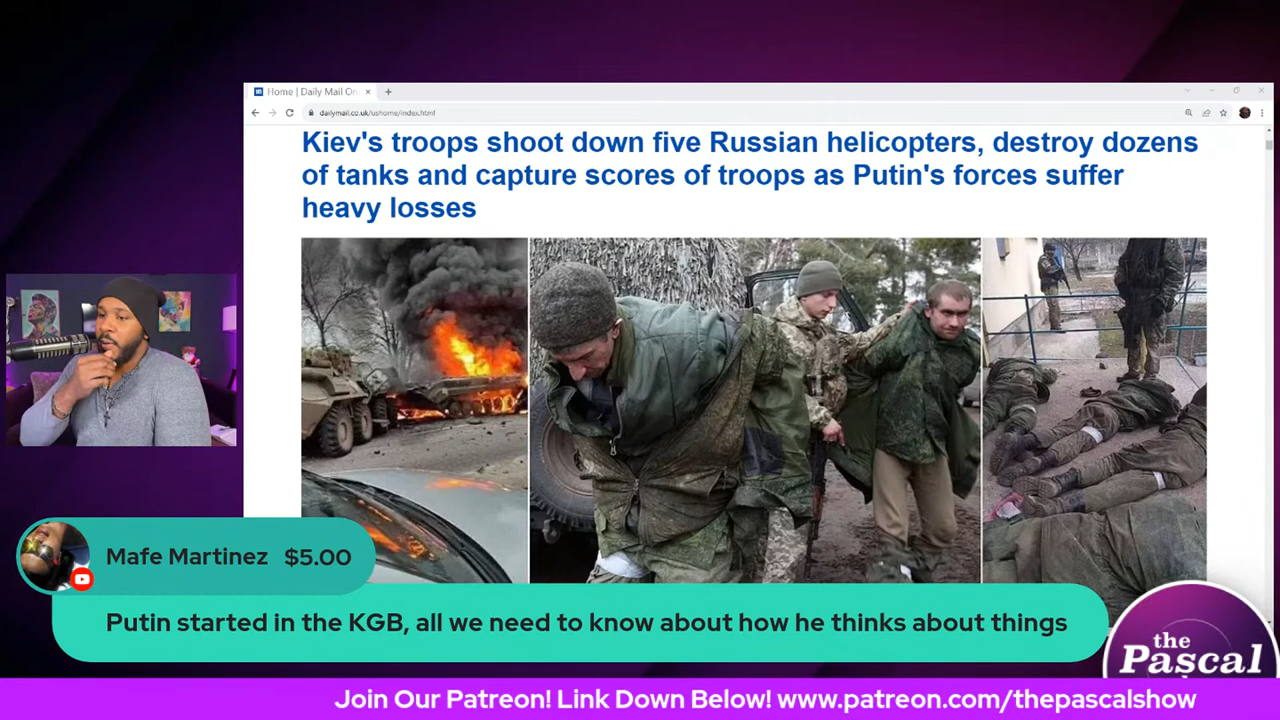 Home | Daily Mail On
dailymail.co.uk/ushome/index.html
Kiev's troops shoot down five Russian helicopters, destroy dozens
of tanks and capture scores of troops as Putin's forces suffer
heavy losses
Mafe Martinez $5.00
Putin started in the KGB, all we need to know about how he thinks about things
the
Pascal
Join Our Patreon! Link Down Below! www.patreon.com/thepascalshow